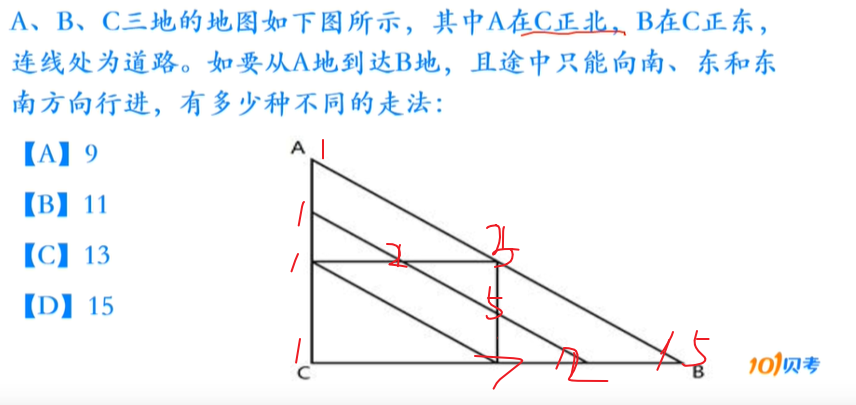 A、B、C三地的地图如下图所示，其中A在C正北，B在C正东，
连线处为道路。如要从A地到达B地，且途中只能向南、东和东
南方向行进，有多少种不同的走法：
【A】9
【B】11
【C】13
【D】15
A 1
1
1 2
5
1 7 12 15
C B
101贝考